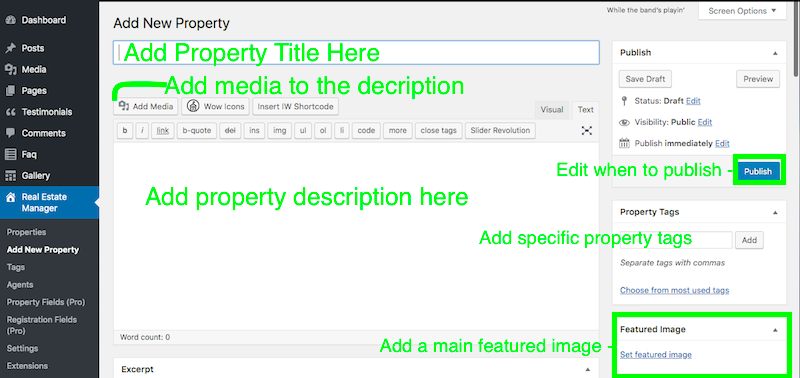 Dashboard
Posts
Media
Pages
Testimonials
Comments
Faq
Gallery
Real Estate
Manager
Properties
Add New Property
Tags
Agents
Property Fields (Pro)
Registration Fields
(Pro)
Settings
Extensions
While the band's playin'
Screen Options
Add New Property
Add Property Title Here
Add media to the decription
Add Media
Wow Icons
Insert IW Shortcode
Visual
Text
b
i
link
b-quote
del
ins
img
ul
ol
li
code
more
close tags
Slider Revolution
Add property description here
Word count: 0
Excerpt
Publish
Save Draft
Preview
Status: Draft Edit
Visibility: Public Edit
Publish immediately Edit
Edit when to publish -
Publish
Property Tags
Add specific property tags
Add
Separate tags with commas
Choose from most used tags
Featured Image
Add a main featured image -
Set featured image